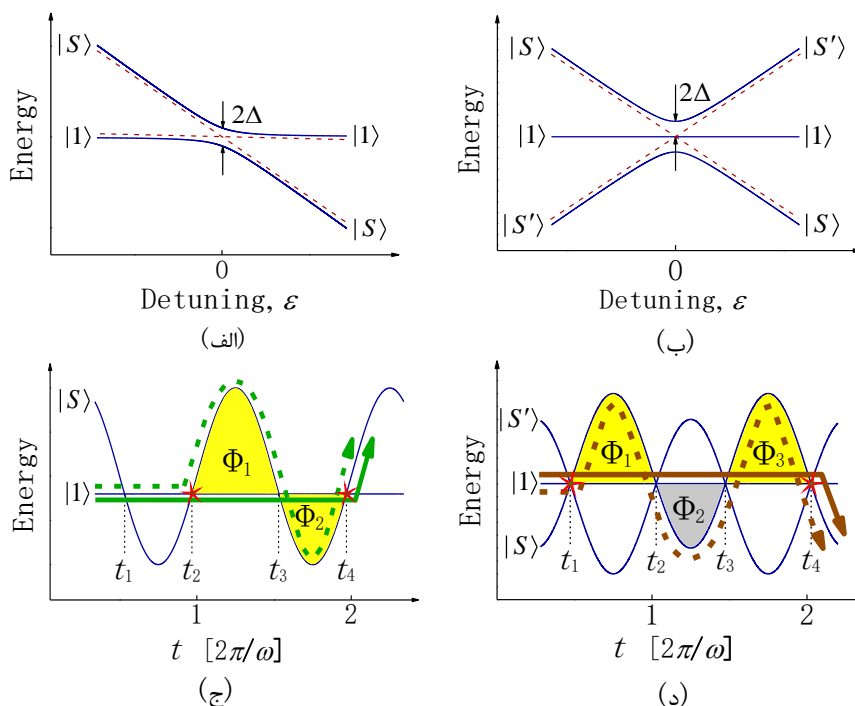 |S⟩
2Δ
|1⟩
|1⟩
|S⟩
Energy
0
Detuning, ε
(الف)
|S⟩
|S′⟩
2Δ
|1⟩
|1⟩
|S′⟩
|S⟩
Energy
0
Detuning, ε
(ب)
|S⟩
Φ₁
|1⟩
Φ₂
t₁ t₂ t₃ t₄
Energy
1 2
t [2π/ω]
(ج)
|S′⟩
Φ₁ Φ₃
|1⟩
Φ₂
|S⟩
t₁ t₂ t₃ t₄
Energy
1 2
t [2π/ω]
(د)